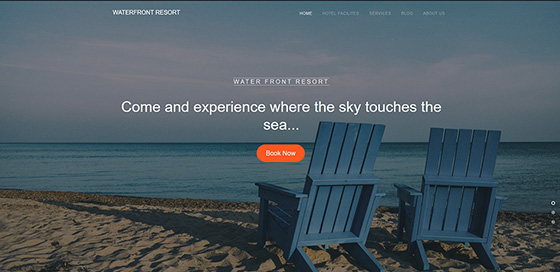 WATERFRONT RESORT
HOME HOTEL FACILITES SERVICES BLOG ABOUT US
WATER FRONT RESORT
Come and experience where the sky touches the
sea...
Book Now